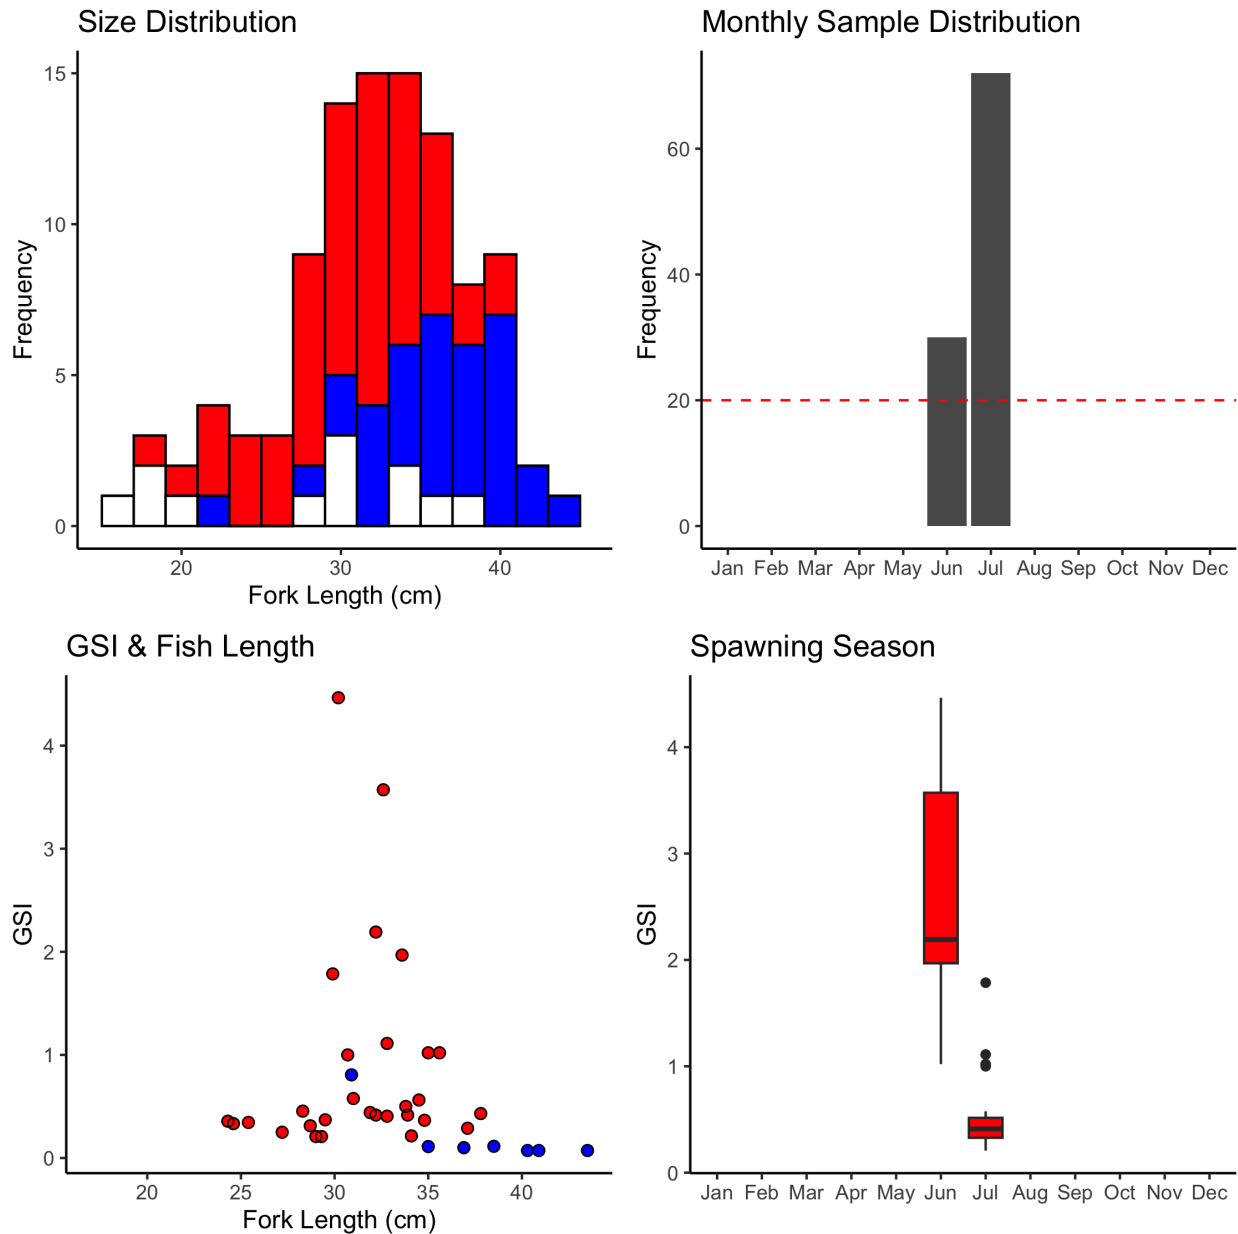 Size Distribution
Frequency
15
10
5
0
20 30 40
Fork Length (cm)
Monthly Sample Distribution
Frequency
60
40
20
0
Jan Feb Mar Apr May Jun Jul Aug Sep Oct Nov Dec
GSI & Fish Length
GSI
4
3
2
1
0
20 25 30 35 40
Fork Length (cm)
Spawning Season
GSI
4
3
2
1
0
Jan Feb Mar Apr May Jun Jul Aug Sep Oct Nov Dec